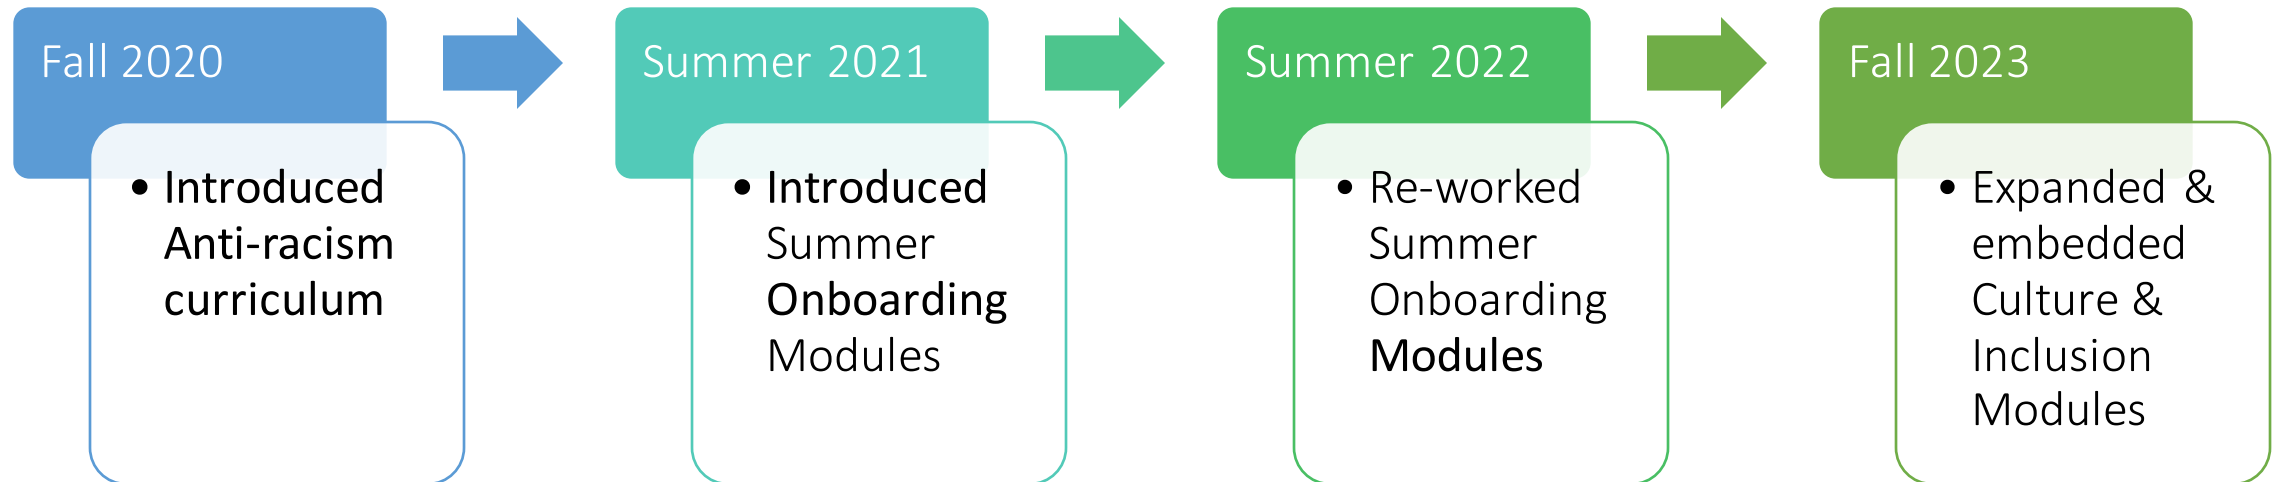 Fall 2020
• Introduced
Anti-racism
curriculum
Summer 2021
• Introduced
Summer
Onboarding
Modules
Summer 2022
• Re-worked
Summer
Onboarding
Modules
Fall 2023
• Expanded &
embedded
Culture &
Inclusion
Modules